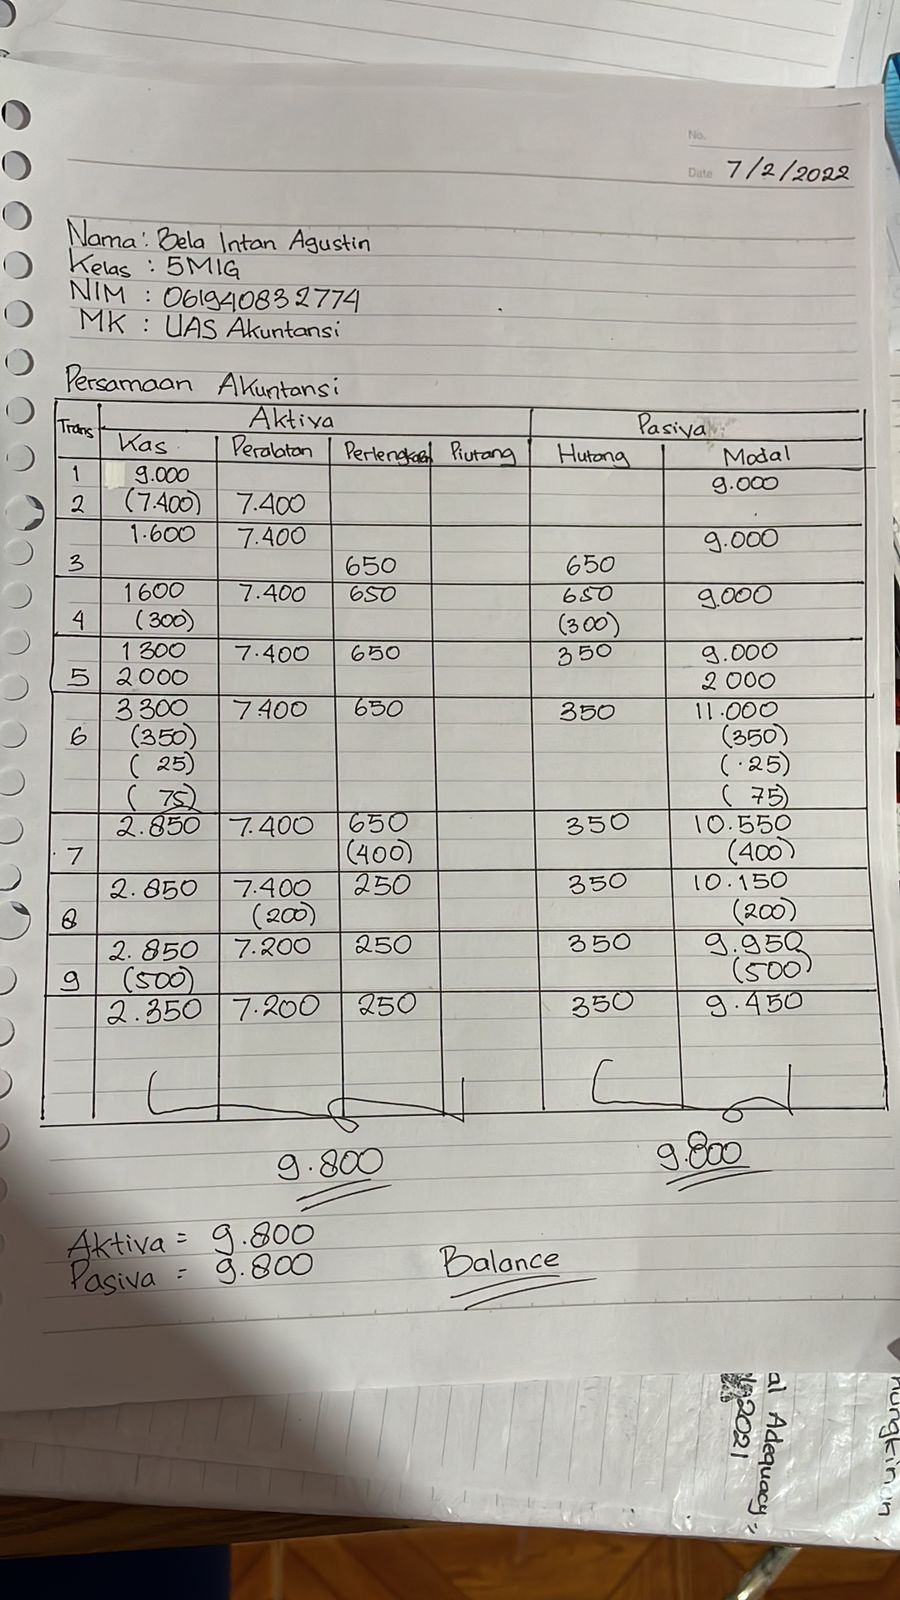 No.
Date 7/2/2022
Nama : Bela Intan Agustin
Kelas : 5MIG
NIM : 061940832774
MK : UAS Akuntansi
Persamaan Akuntansi
Trans Aktiva Pasiva
Kas Peralatan Perlengkapan Piutang Hutang Modal
1 9.000 9.000
2 (7.400) 7.400
1.600 7.400 9.000
3 650 650
1600 7.400 650 650 9.000
4 (300) (300)
1300 7.400 650 350 9.000
5 2000 2000
3300 7.400 650 350 11.000
6 (350) (350)
( 25) ( 25)
( 75) ( 75)
2.850 7.400 650 350 10.550
7 (400) (400)
2.850 7.400 250 350 10.150
8 (200) (200)
2.850 7.200 250 350 9.950
9 (500) (500)
2.350 7.200 250 350 9.450
9.800 9.800
Aktiva = 9.800
Pasiva = 9.800 Balance
al Adequacy,
2021